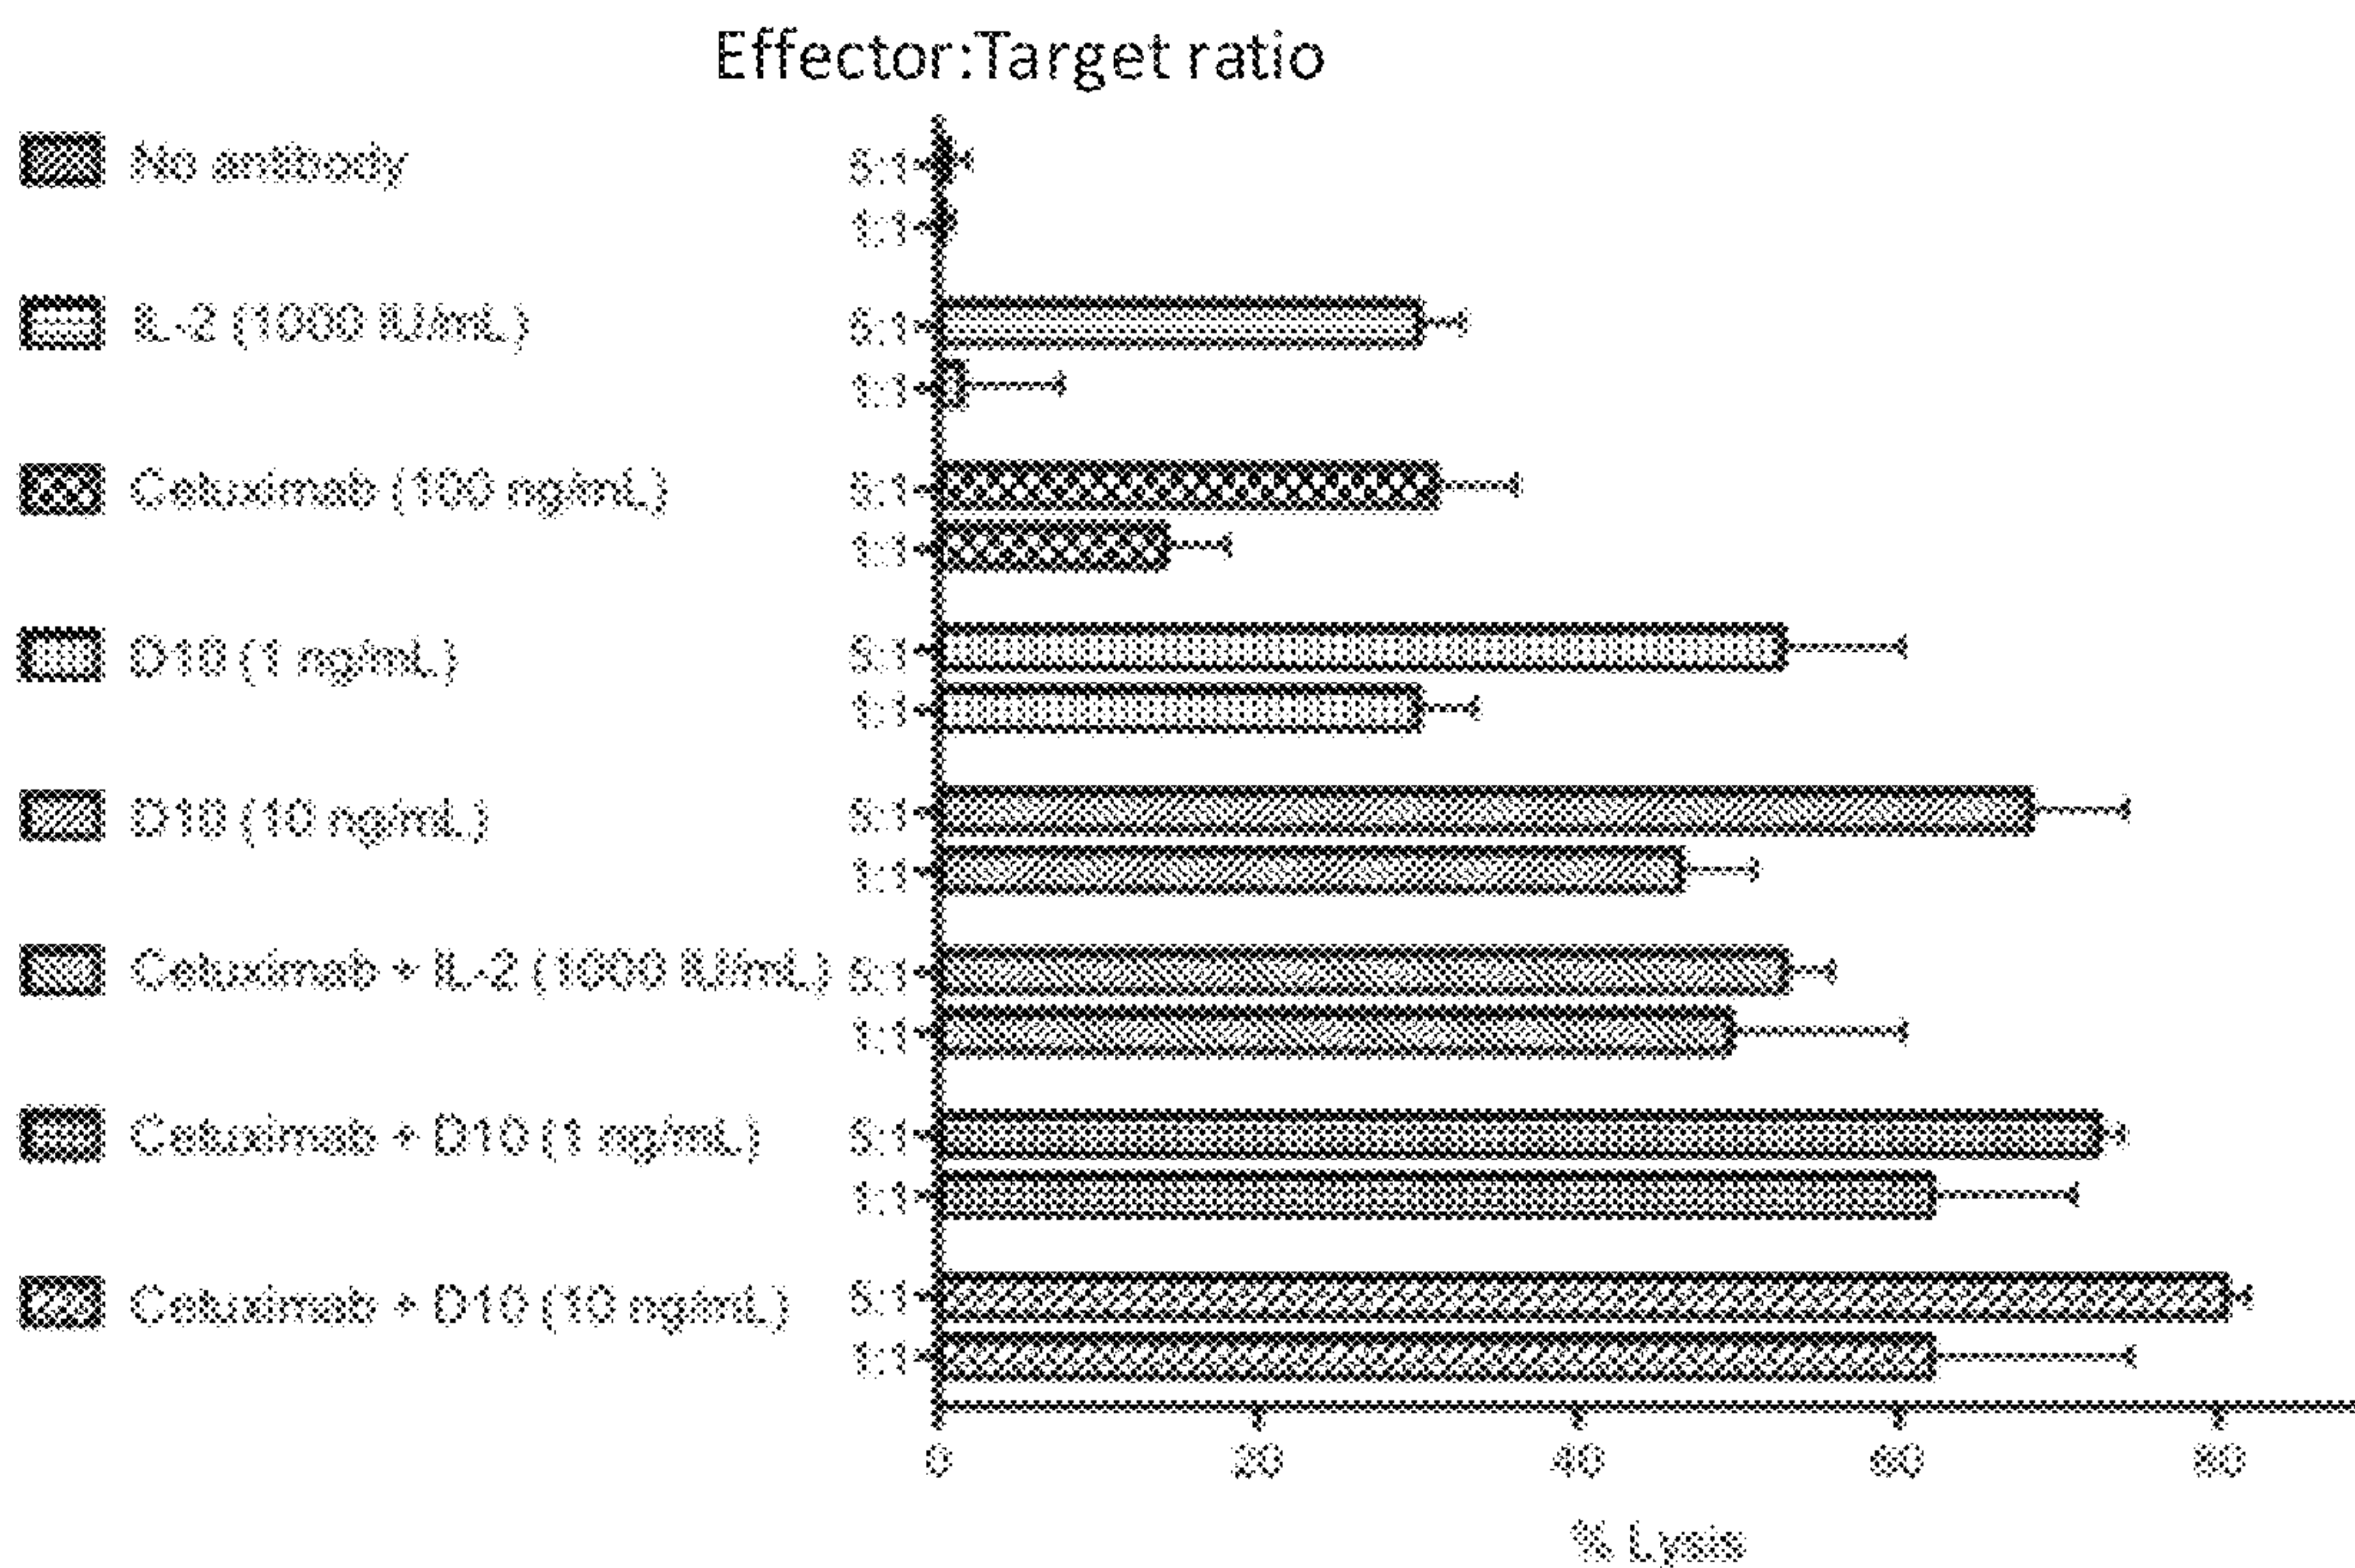 Effector:Target ratio
No antibody
5:1
1:1
IL-2 (1000 IU/mL)
5:1
1:1
Cetuximab (100 ng/mL)
5:1
1:1
D10 (1 ng/mL)
5:1
1:1
D10 (10 ng/mL)
5:1
1:1
Cetuximab + IL-2 (1000 IU/mL)
5:1
1:1
Cetuximab + D10 (1 ng/mL)
5:1
1:1
Cetuximab + D10 (10 ng/mL)
5:1
1:1
0 20 40 60 80
% Lysis